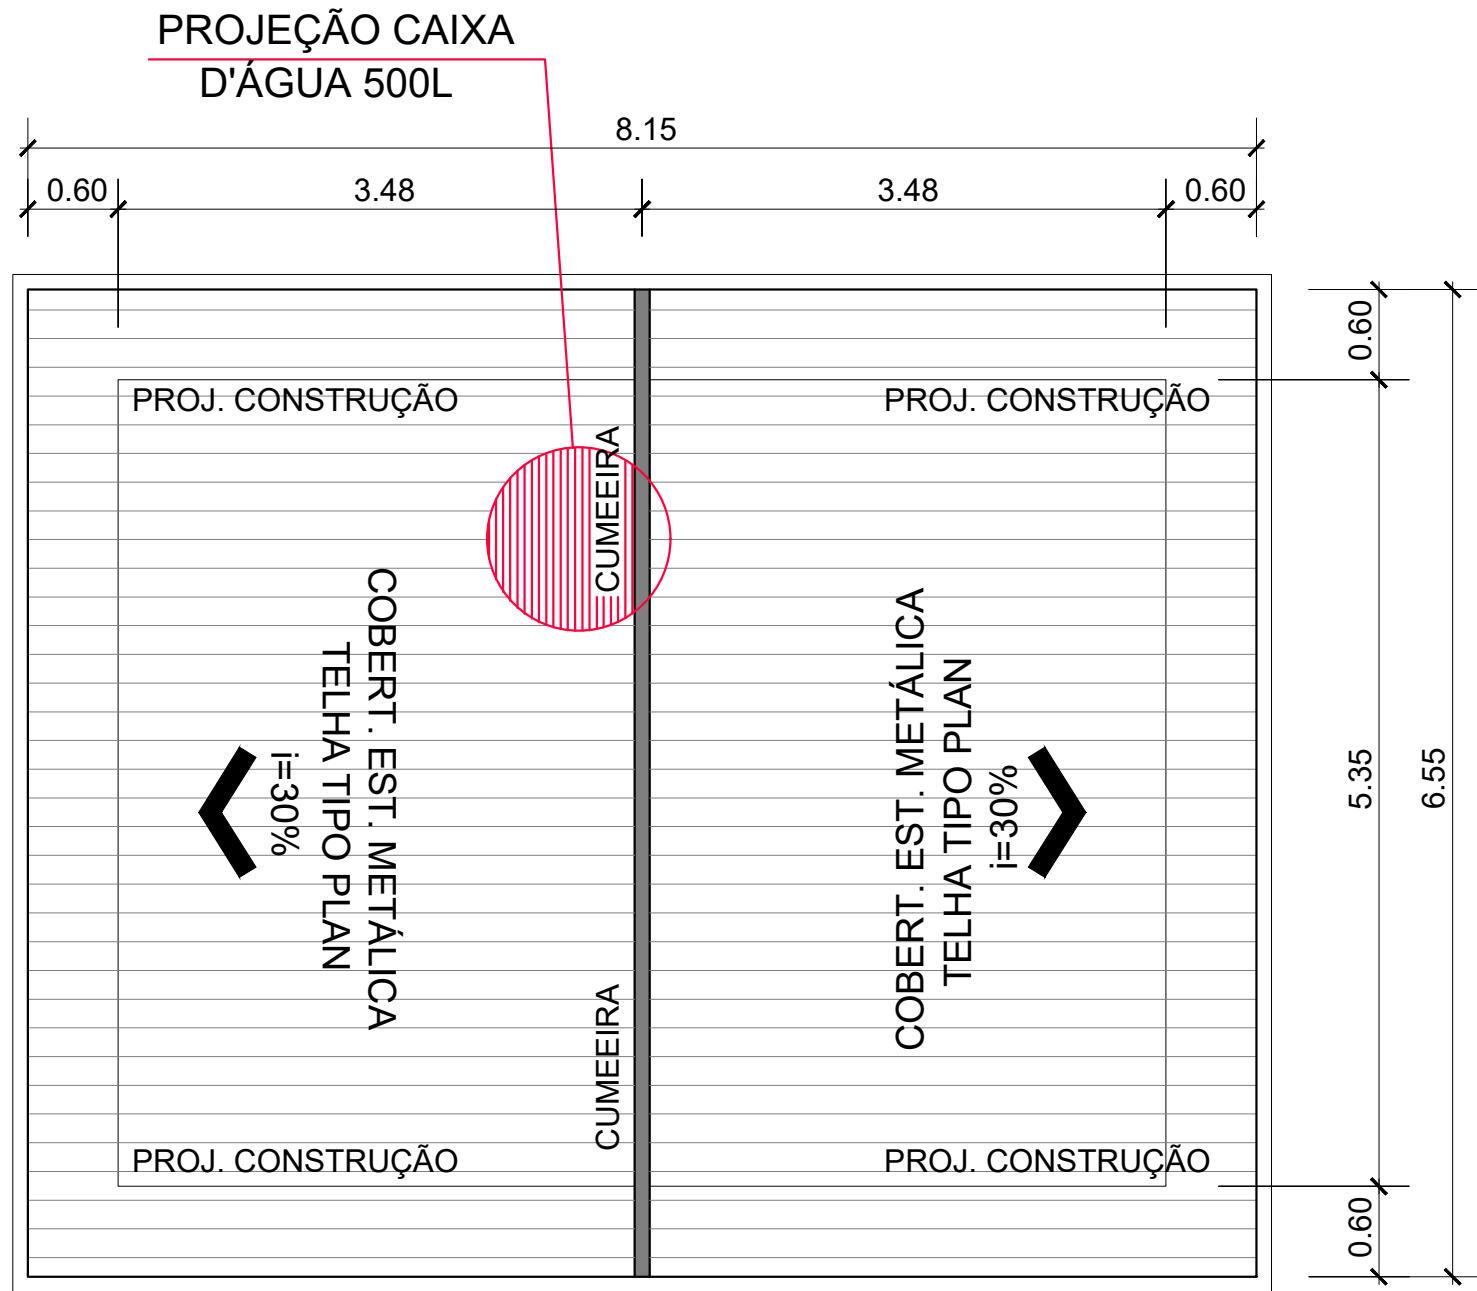 PROJEÇÃO CAIXA
D'ÁGUA 500L
8.15
0.60
3.48
3.48
0.60
0.60
PROJ. CONSTRUÇÃO
PROJ. CONSTRUÇÃO
CUMEEIRA
COBERT. EST. METÁLICA
TELHA TIPO PLAN
i=30%
COBERT. EST. METÁLICA
TELHA TIPO PLAN
i=30%
5.35
6.55
CUMEEIRA
PROJ. CONSTRUÇÃO
PROJ. CONSTRUÇÃO
0.60